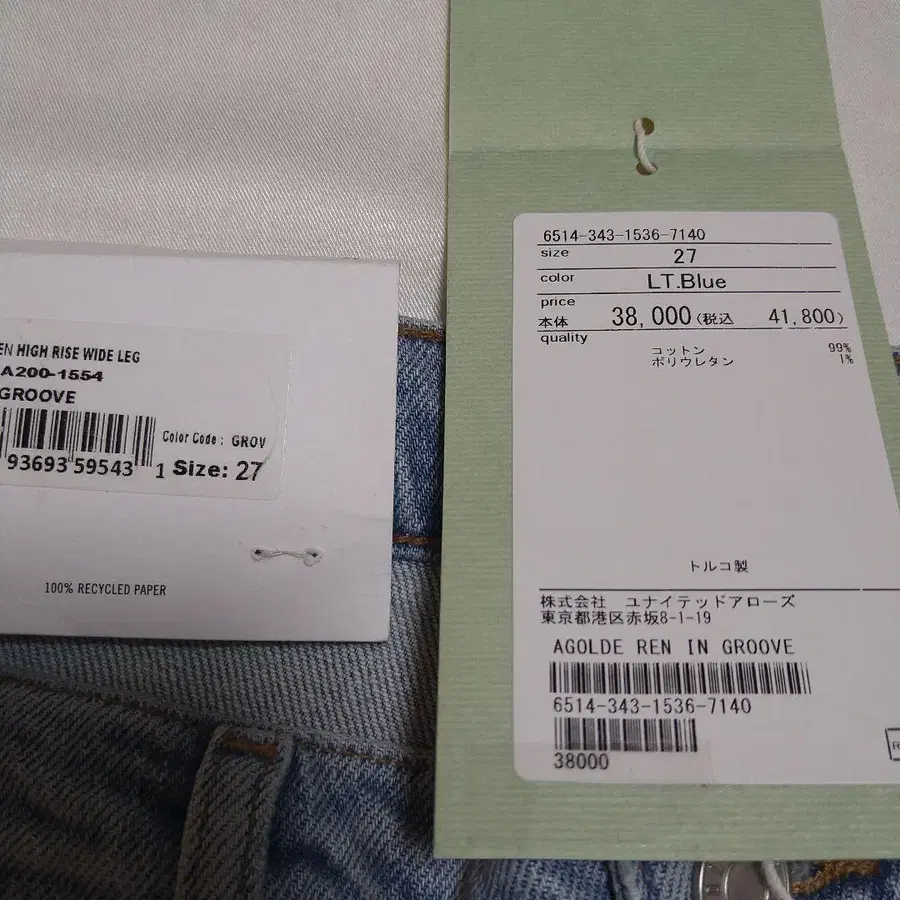 EN HIGH RISE WIDE LEG
A200-1554
GROOVE
Color Code : GROV
93693 59543 1 Size: 27
100% RECYCLED PAPER
6514-343-1536-7140
size 27
color LT.Blue
price
本体 38,000 (税込 41,800)
quality
コットン 99%
ポリウレタン 1%
トルコ製
株式会社 ユナイテッドアローズ
東京都港区赤坂8-1-19
AGOLDE REN IN GROOVE
6514-343-1536-7140
38000
R